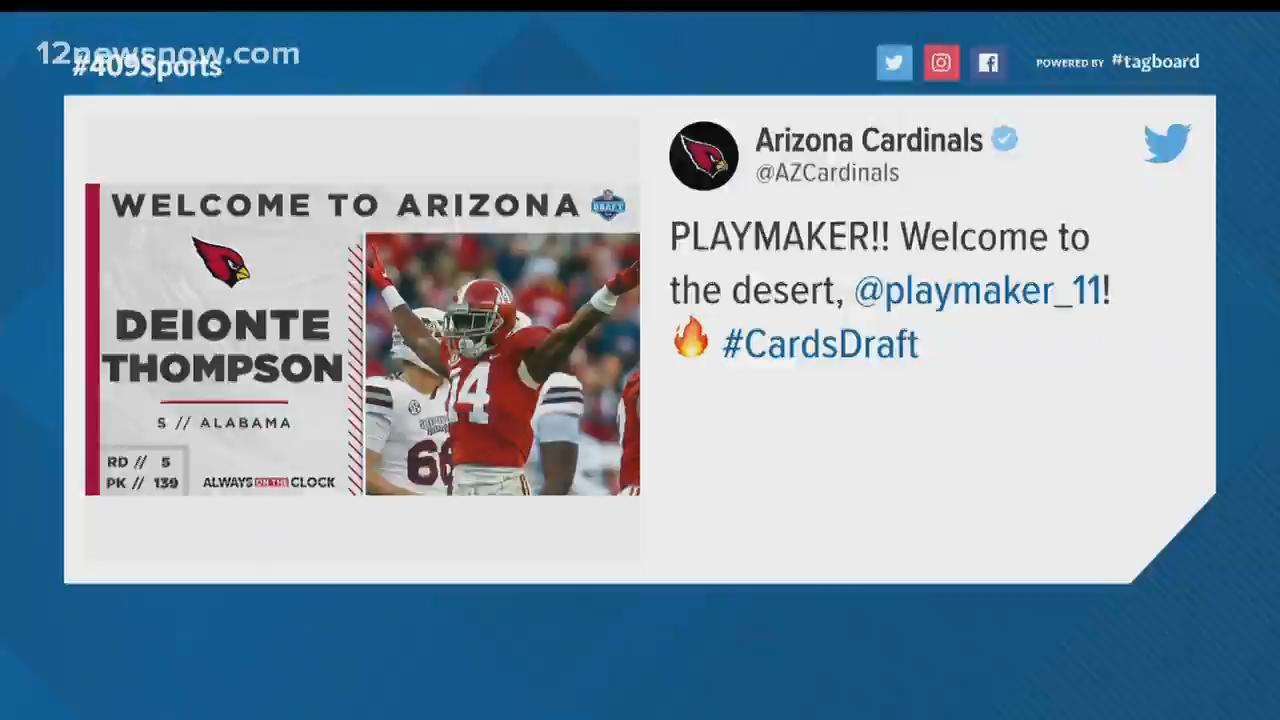 12newsnow.com
#409Sports
POWERED BY #tagboard
WELCOME TO ARIZONA
DRAFT
DEIONTE
THOMPSON
S // ALABAMA
RD // 5
PK // 139
ALWAYS ON THE CLOCK
14
66
Arizona Cardinals
@AZCardinals
PLAYMAKER!! Welcome to
the desert, @playmaker_11!
🔥 #CardsDraft